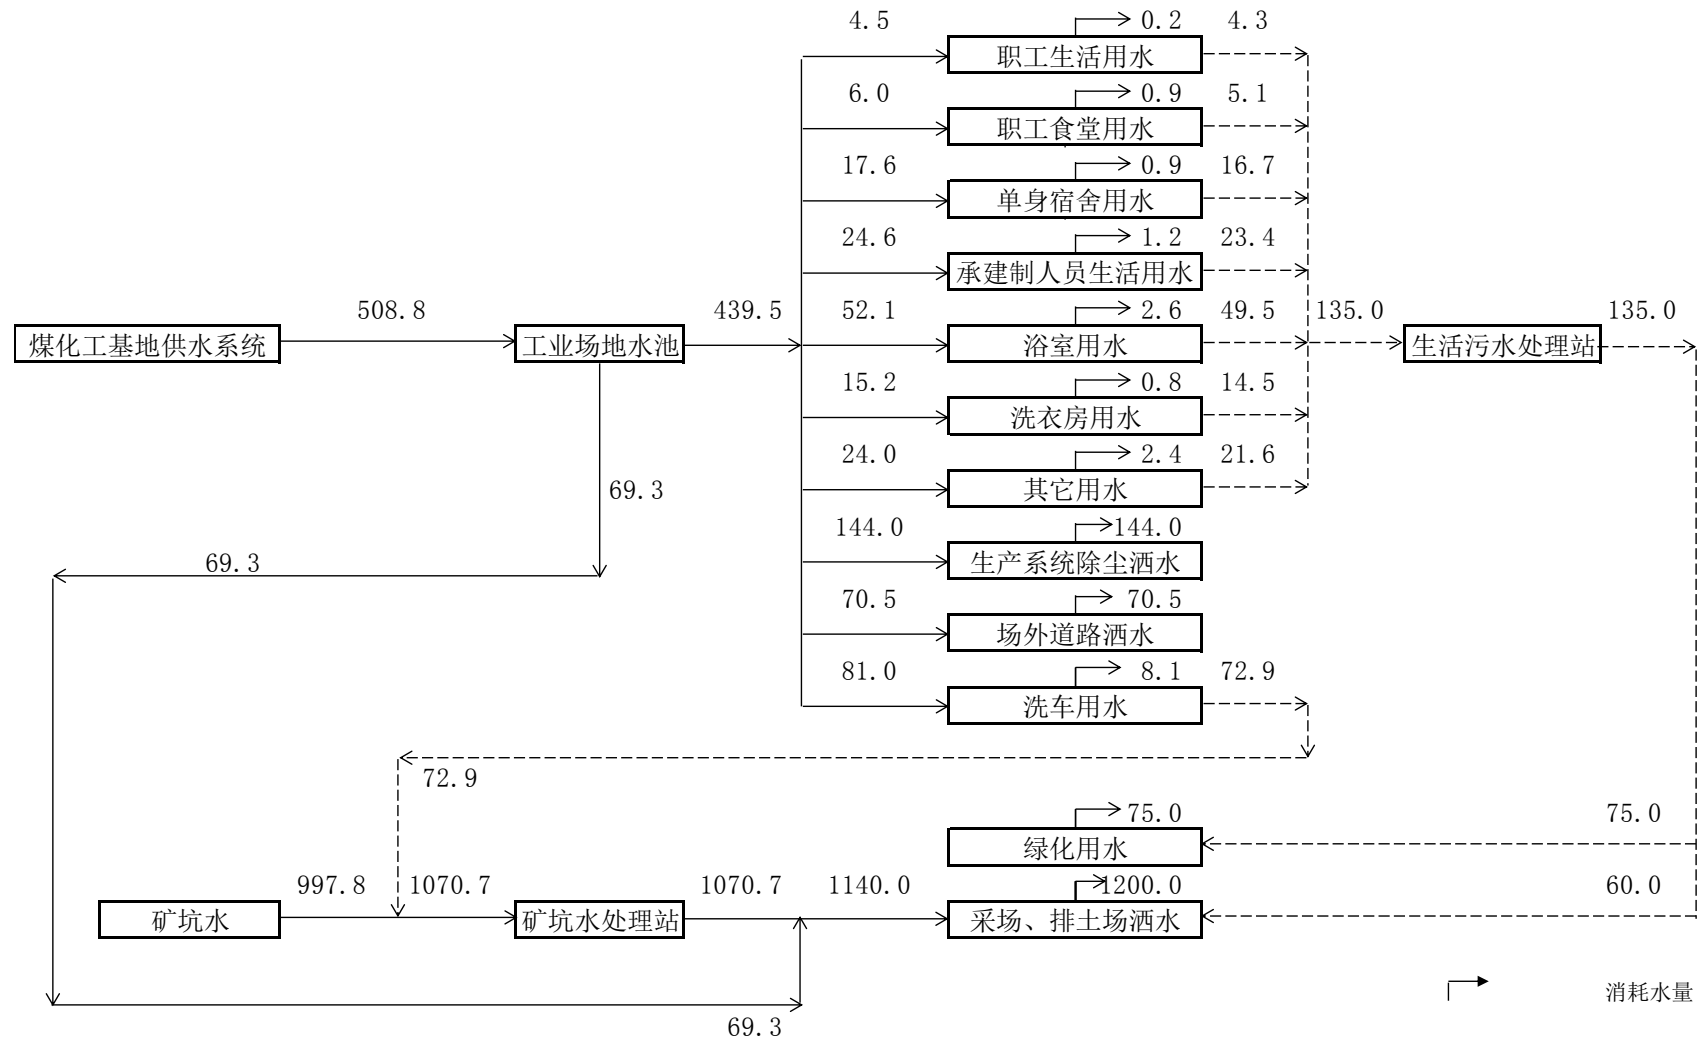 4.5
0.2
4.3
职工生活用水
6.0
0.9
5.1
职工食堂用水
17.6
0.9
16.7
单身宿舍用水
24.6
1.2
23.4
承建制人员生活用水
508.8
439.5
52.1
2.6
49.5
135.0
135.0
煤化工基地供水系统
工业场地水池
浴室用水
生活污水处理站
15.2
0.8
14.5
洗衣房用水
24.0
2.4
21.6
其它用水
69.3
144.0
144.0
69.3
生产系统除尘洒水
70.5
70.5
场外道路洒水
81.0
8.1
72.9
洗车用水
72.9
75.0
75.0
绿化用水
997.8
1070.7
1070.7
1140.0
1200.0
60.0
矿坑水
矿坑水处理站
采场、排土场洒水
消耗水量
69.3